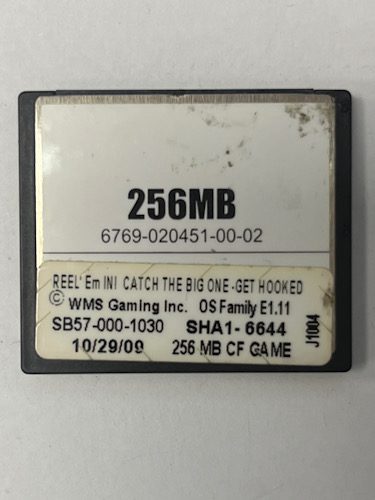 256MB
6769-020451-00-02
REEL' Em IN! CATCH THE BIG ONE -GET HOOKED
© WMS Gaming Inc. OS Family E1.11
SB57-000-1030 SHA1- 6644
10/29/09 256 MB CF GAME
J1004